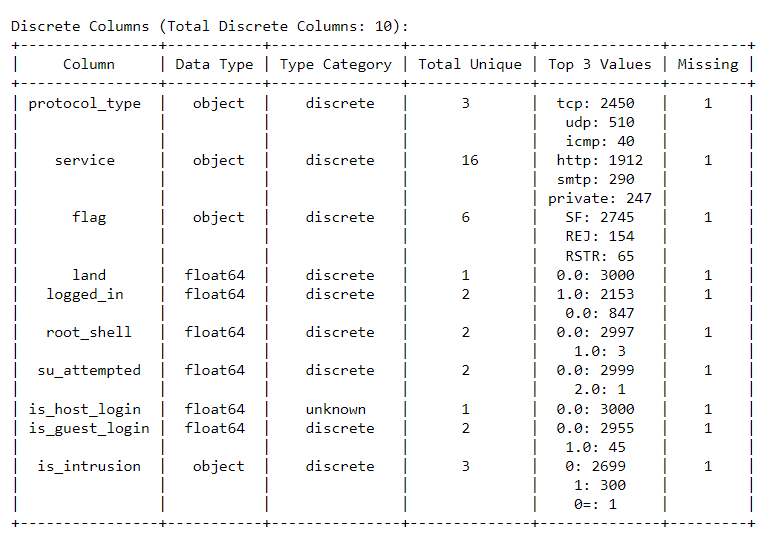 Discrete Columns (Total Discrete Columns: 10):
+----------------+-----------+---------------+--------------+--------------+---------+
|     Column     | Data Type | Type Category | Total Unique | Top 3 Values | Missing |
+----------------+-----------+---------------+--------------+--------------+---------+
| protocol_type  |   object  |    discrete   |      3       |  tcp: 2450   |    1    |
|                |           |               |              |   udp: 510   |         |
|                |           |               |              |   icmp: 40   |         |
|    service     |   object  |    discrete   |      16      |  http: 1912  |    1    |
|                |           |               |              |  smtp: 290   |         |
|                |           |               |              | private: 247 |         |
|      flag      |   object  |    discrete   |      6       |   SF: 2745   |    1    |
|                |           |               |              |   REJ: 154   |         |
|                |           |               |              |   RSTR: 65   |         |
|      land      |  float64  |    discrete   |      1       |  0.0: 3000   |    1    |
|   logged_in    |  float64  |    discrete   |      2       |  1.0: 2153   |    1    |
|                |           |               |              |   0.0: 847   |         |
|   root_shell   |  float64  |    discrete   |      2       |  0.0: 2997   |    1    |
|                |           |               |              |    1.0: 3    |         |
|  su_attempted  |  float64  |    discrete   |      2       |  0.0: 2999   |    1    |
|                |           |               |              |    2.0: 1    |         |
| is_host_login  |  float64  |    unknown    |      1       |  0.0: 3000   |    1    |
| is_guest_login |  float64  |    discrete   |      2       |  0.0: 2955   |    1    |
|                |           |               |              |   1.0: 45    |         |
|  is_intrusion  |   object  |    discrete   |      3       |   0: 2699    |    1    |
|                |           |               |              |    1: 300    |         |
|                |           |               |              |    0=: 1     |         |
+----------------+-----------+---------------+--------------+--------------+---------+